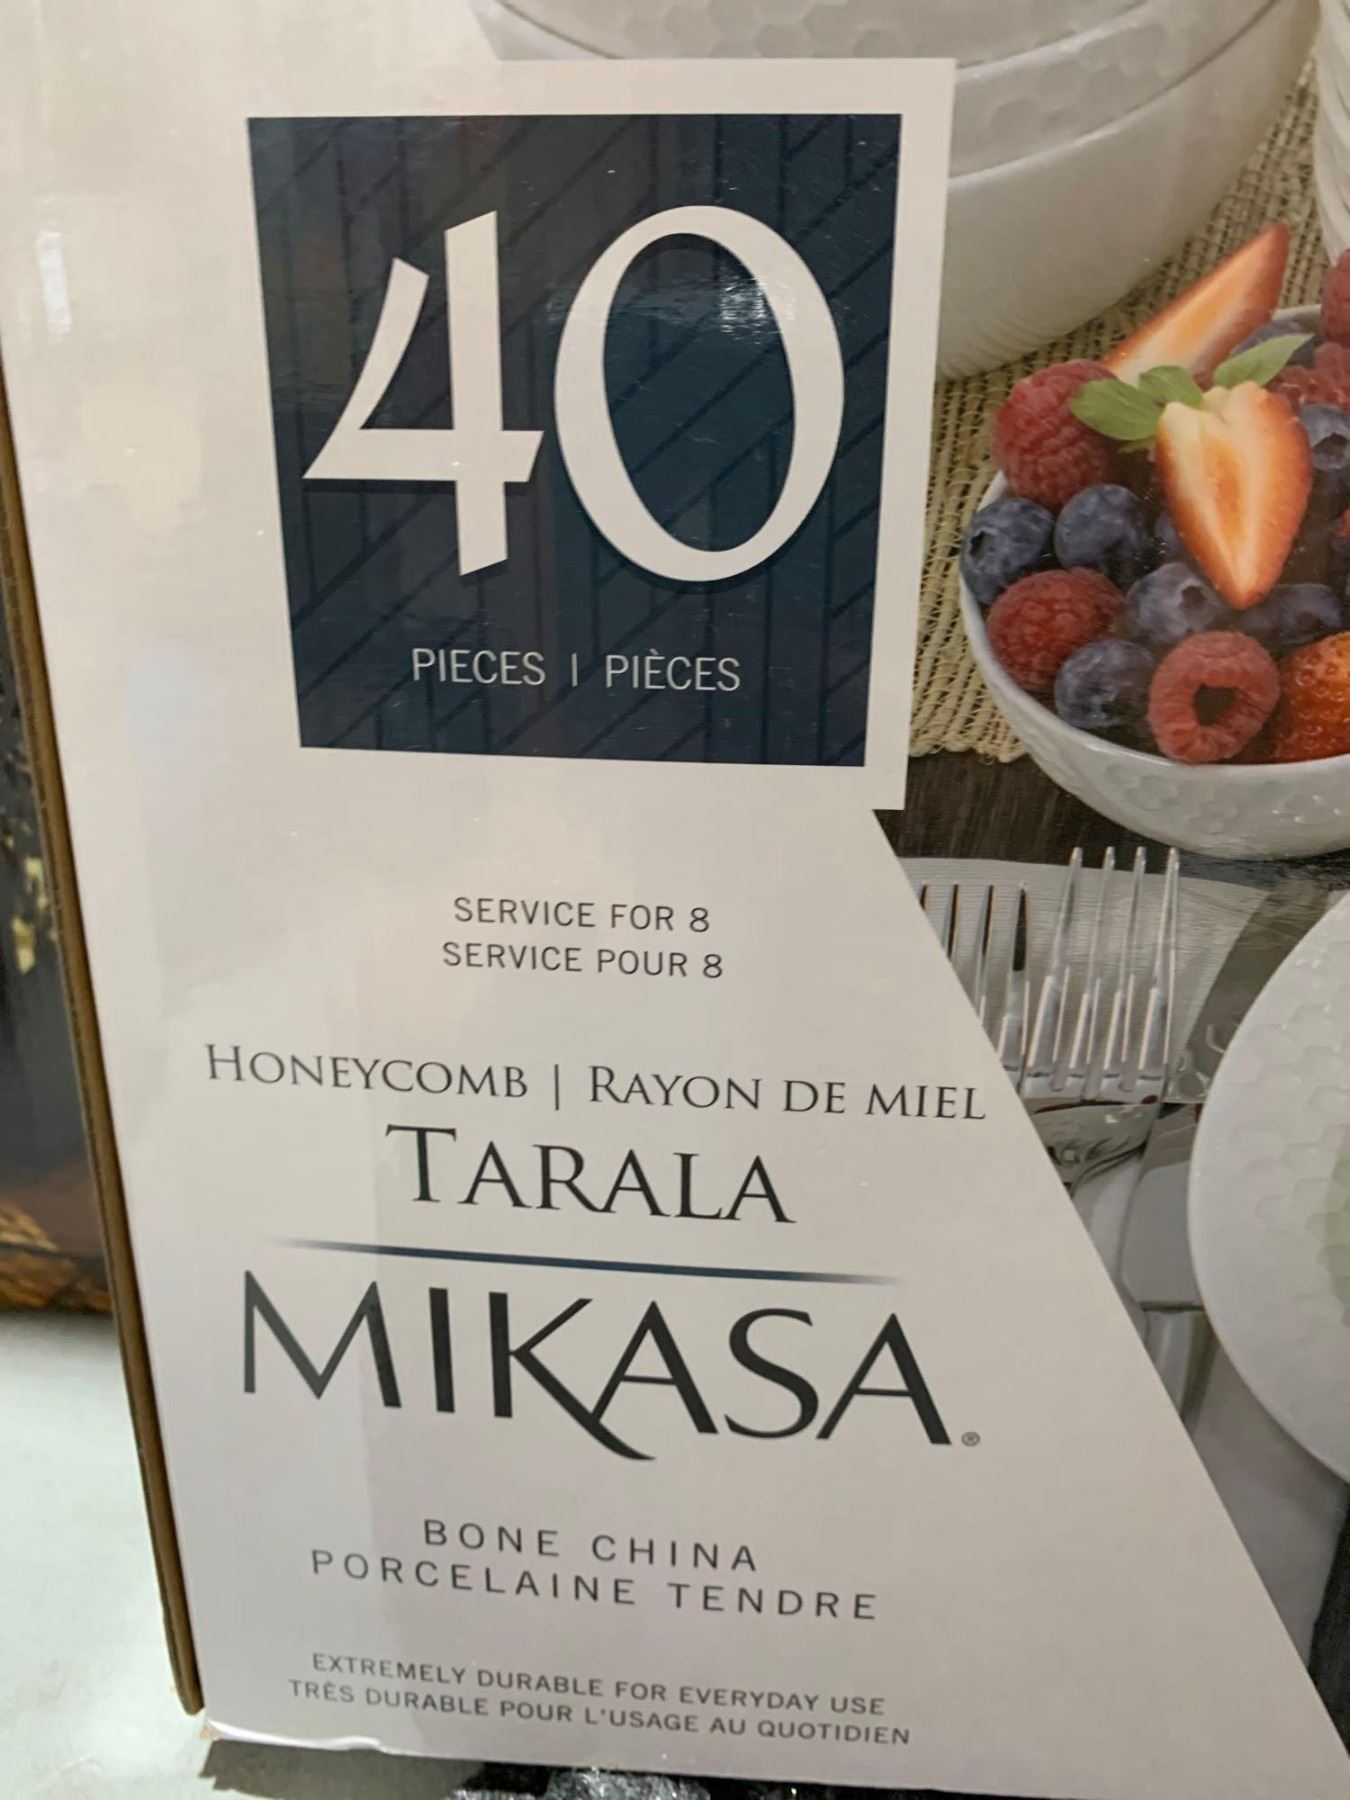 40
PIECES | PIÈCES
SERVICE FOR 8
SERVICE POUR 8
HONEYCOMB | RAYON DE MIEL
TARALA
MIKASA®
BONE CHINA
PORCELAINE TENDRE
EXTREMELY DURABLE FOR EVERYDAY USE
TRÈS DURABLE POUR L'USAGE AU QUOTIDIEN